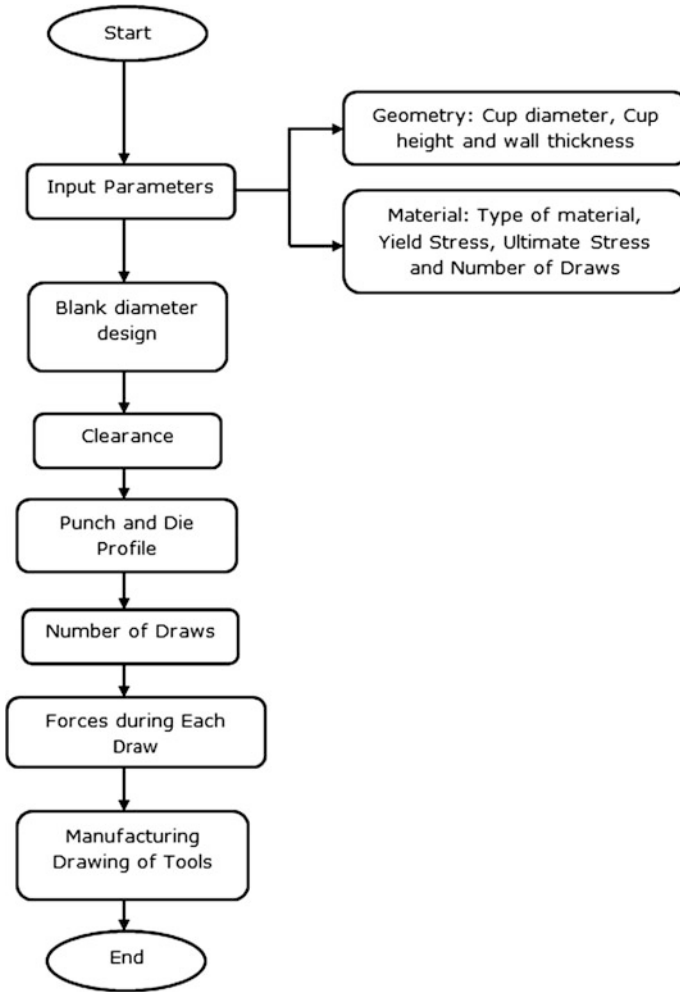 Start
Geometry: Cup diameter, Cup
height and wall thickness
Input Parameters
Material: Type of material,
Yield Stress, Ultimate Stress
and Number of Draws
Blank diameter
design
Clearance
Punch and Die
Profile
Number of Draws
Forces during Each
Draw
Manufacturing
Drawing of Tools
End